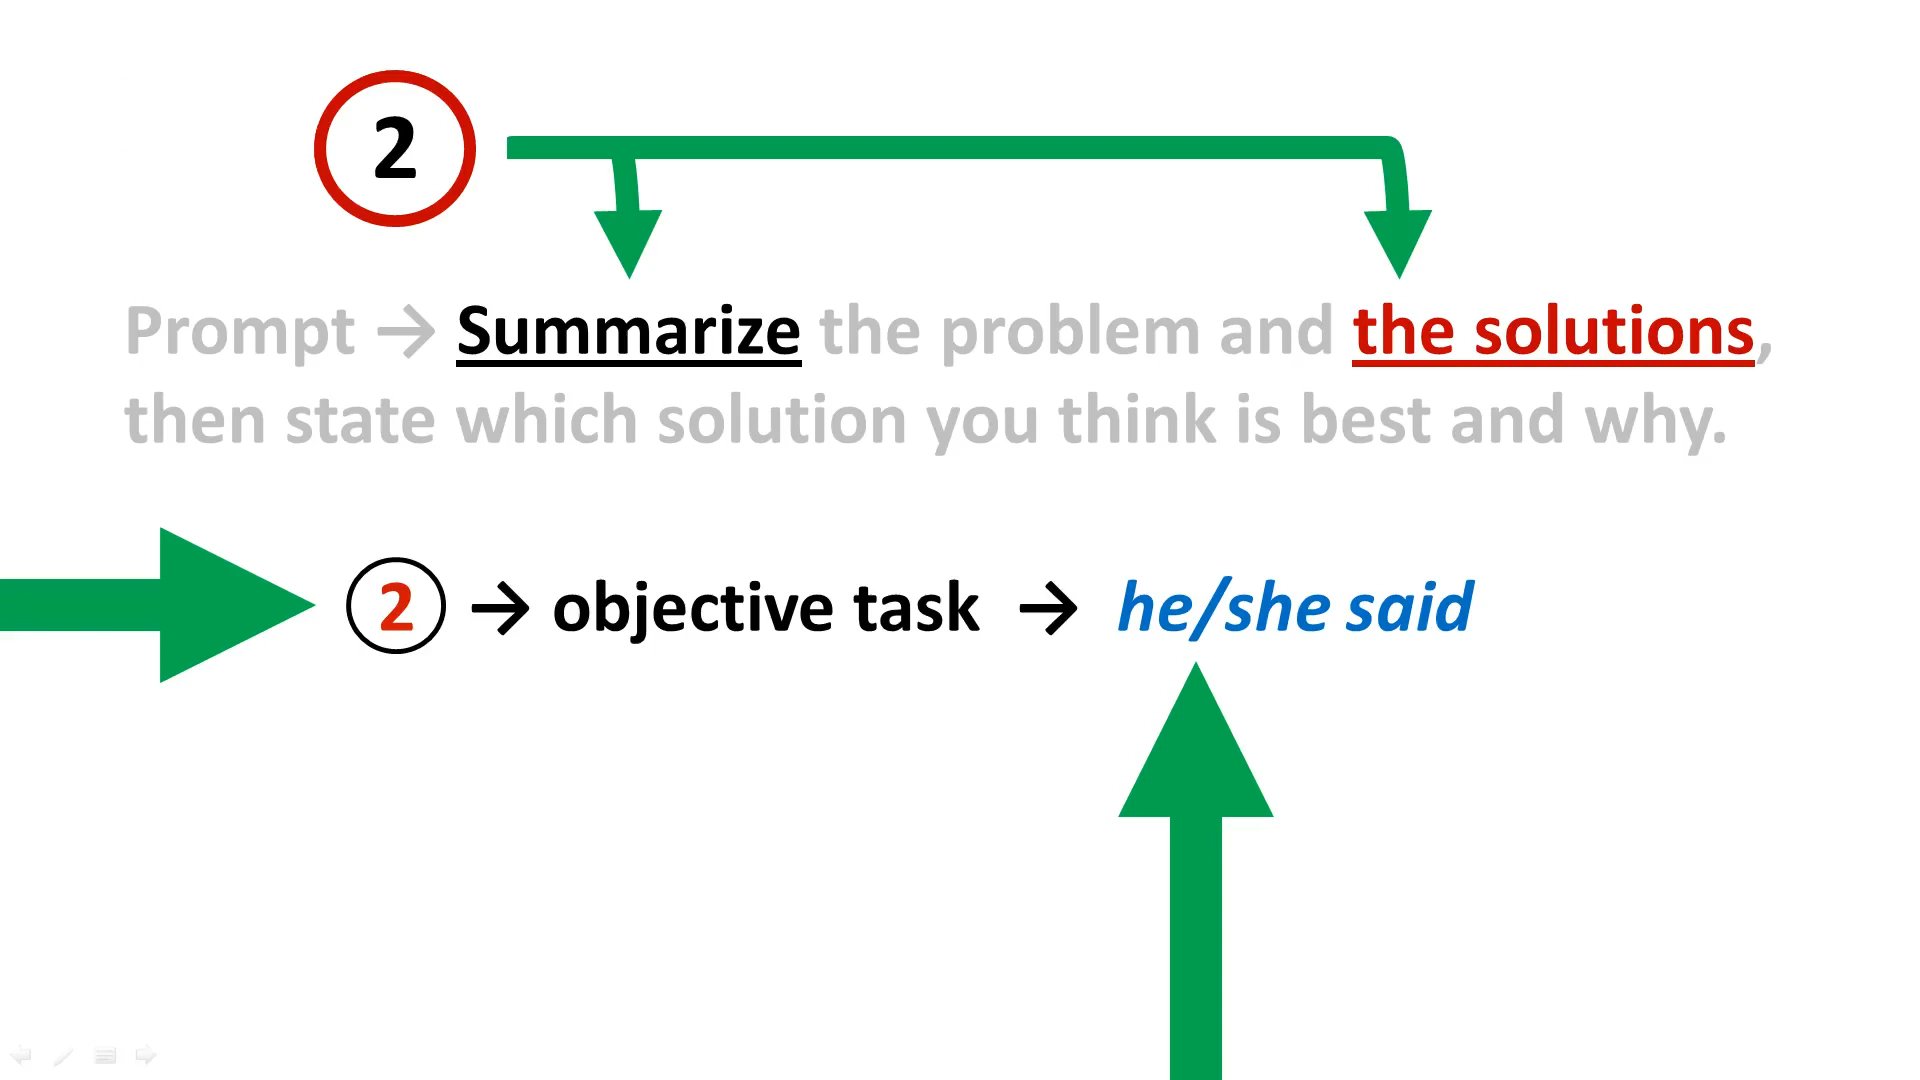 2
Prompt → Summarize the problem and the solutions,
then state which solution you think is best and why.
2 → objective task → he/she said